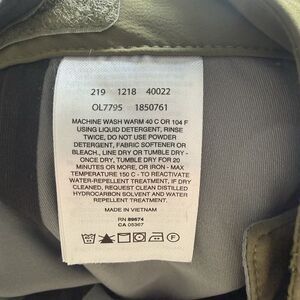 219 1218 40022
OL7795 1850761
MACHINE WASH WARM 40 C OR 104 F
USING LIQUID DETERGENT, RINSE
TWICE, DO NOT USE POWDER
DETERGENT, FABRIC SOFTENER OR
BLEACH. LINE DRY OR TUMBLE DRY -
ONCE DRY, TUMBLE DRY FOR 20
MINUTES OR MORE, OR IRON - MAX
TEMPERATURE 150 C - TO REACTIVATE
WATER-REPELLENT TREATMENT. IF DRY
CLEANED, REQUEST CLEAN DISTILLED
HYDROCARBON SOLVENT AND WATER
REPELLENT TREATMENT.
MADE IN VIETNAM
RN 89674
CA 05367